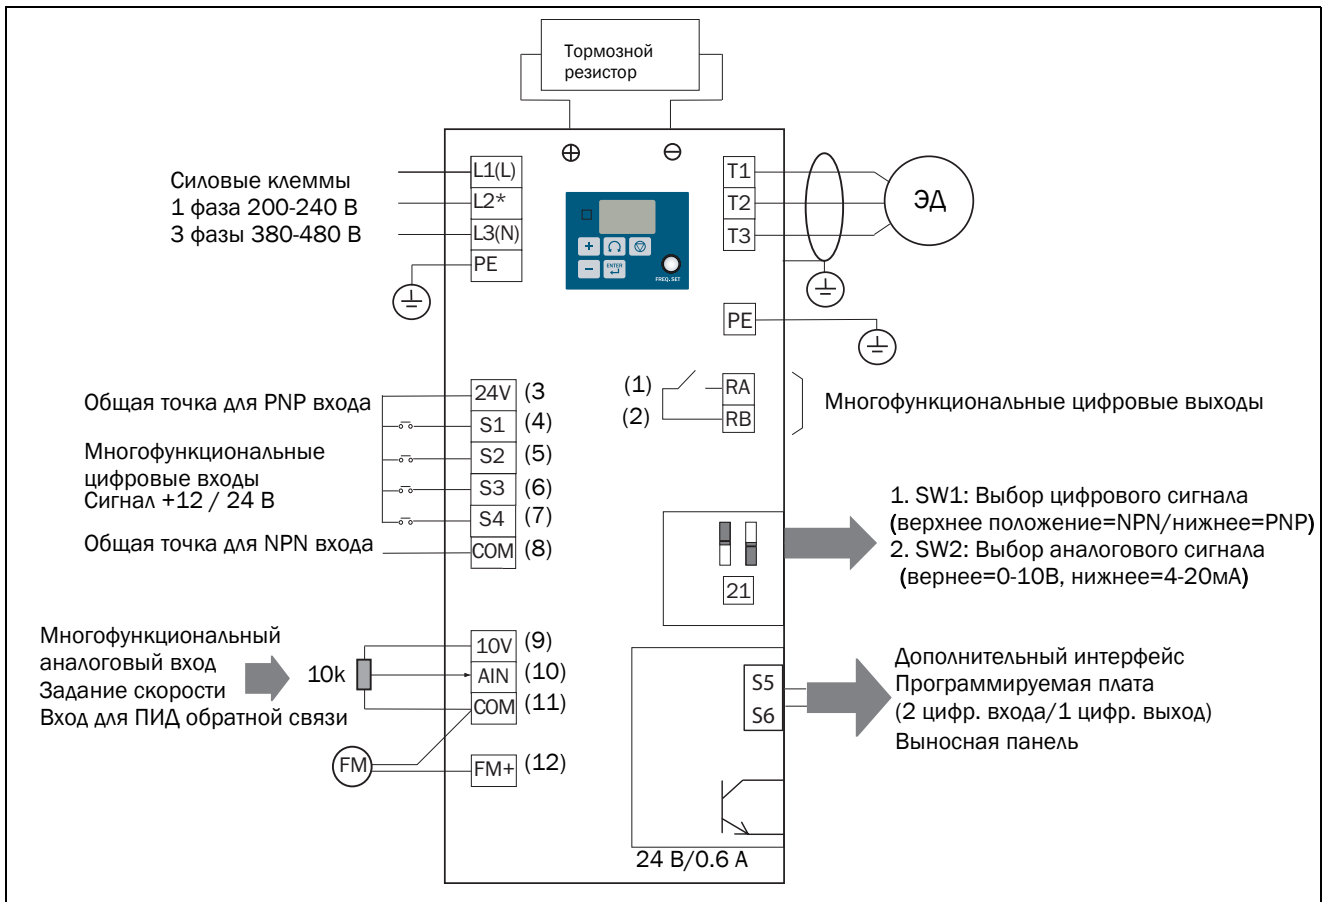 Тормозной
резистор
Силовые клеммы
1 фаза 200-240 В
3 фазы 380-480 В
L1(L)
L2*
L3(N)
PE
ENTER
FREQ. SET
T1
T2
T3
ЭД
PE
Общая точка для PNP входа
Многофункциональные
цифровые входы
Сигнал +12 / 24 В
Общая точка для NPN входа
24V (3
S1 (4)
S2 (5)
S3 (6)
S4 (7)
COM (8)
(1) RA
(2) RB
Многофункциональные цифровые выходы
21
1. SW1: Выбор цифрового сигнала
(верхнее положение=NPN/нижнее=PNP)
2. SW2: Выбор аналогового сигнала
(вернее=0-10В, нижнее=4-20мА)
Многофункциональный
аналоговый вход
Задание скорости
Вход для ПИД обратной связи
10k
10V (9)
AIN (10)
COM (11)
FM
FM+ (12)
S5
S6
Дополнительный интерфейс
Программируемая плата
(2 цифр. входа/1 цифр. выход)
Выносная панель
24 В/0.6 А